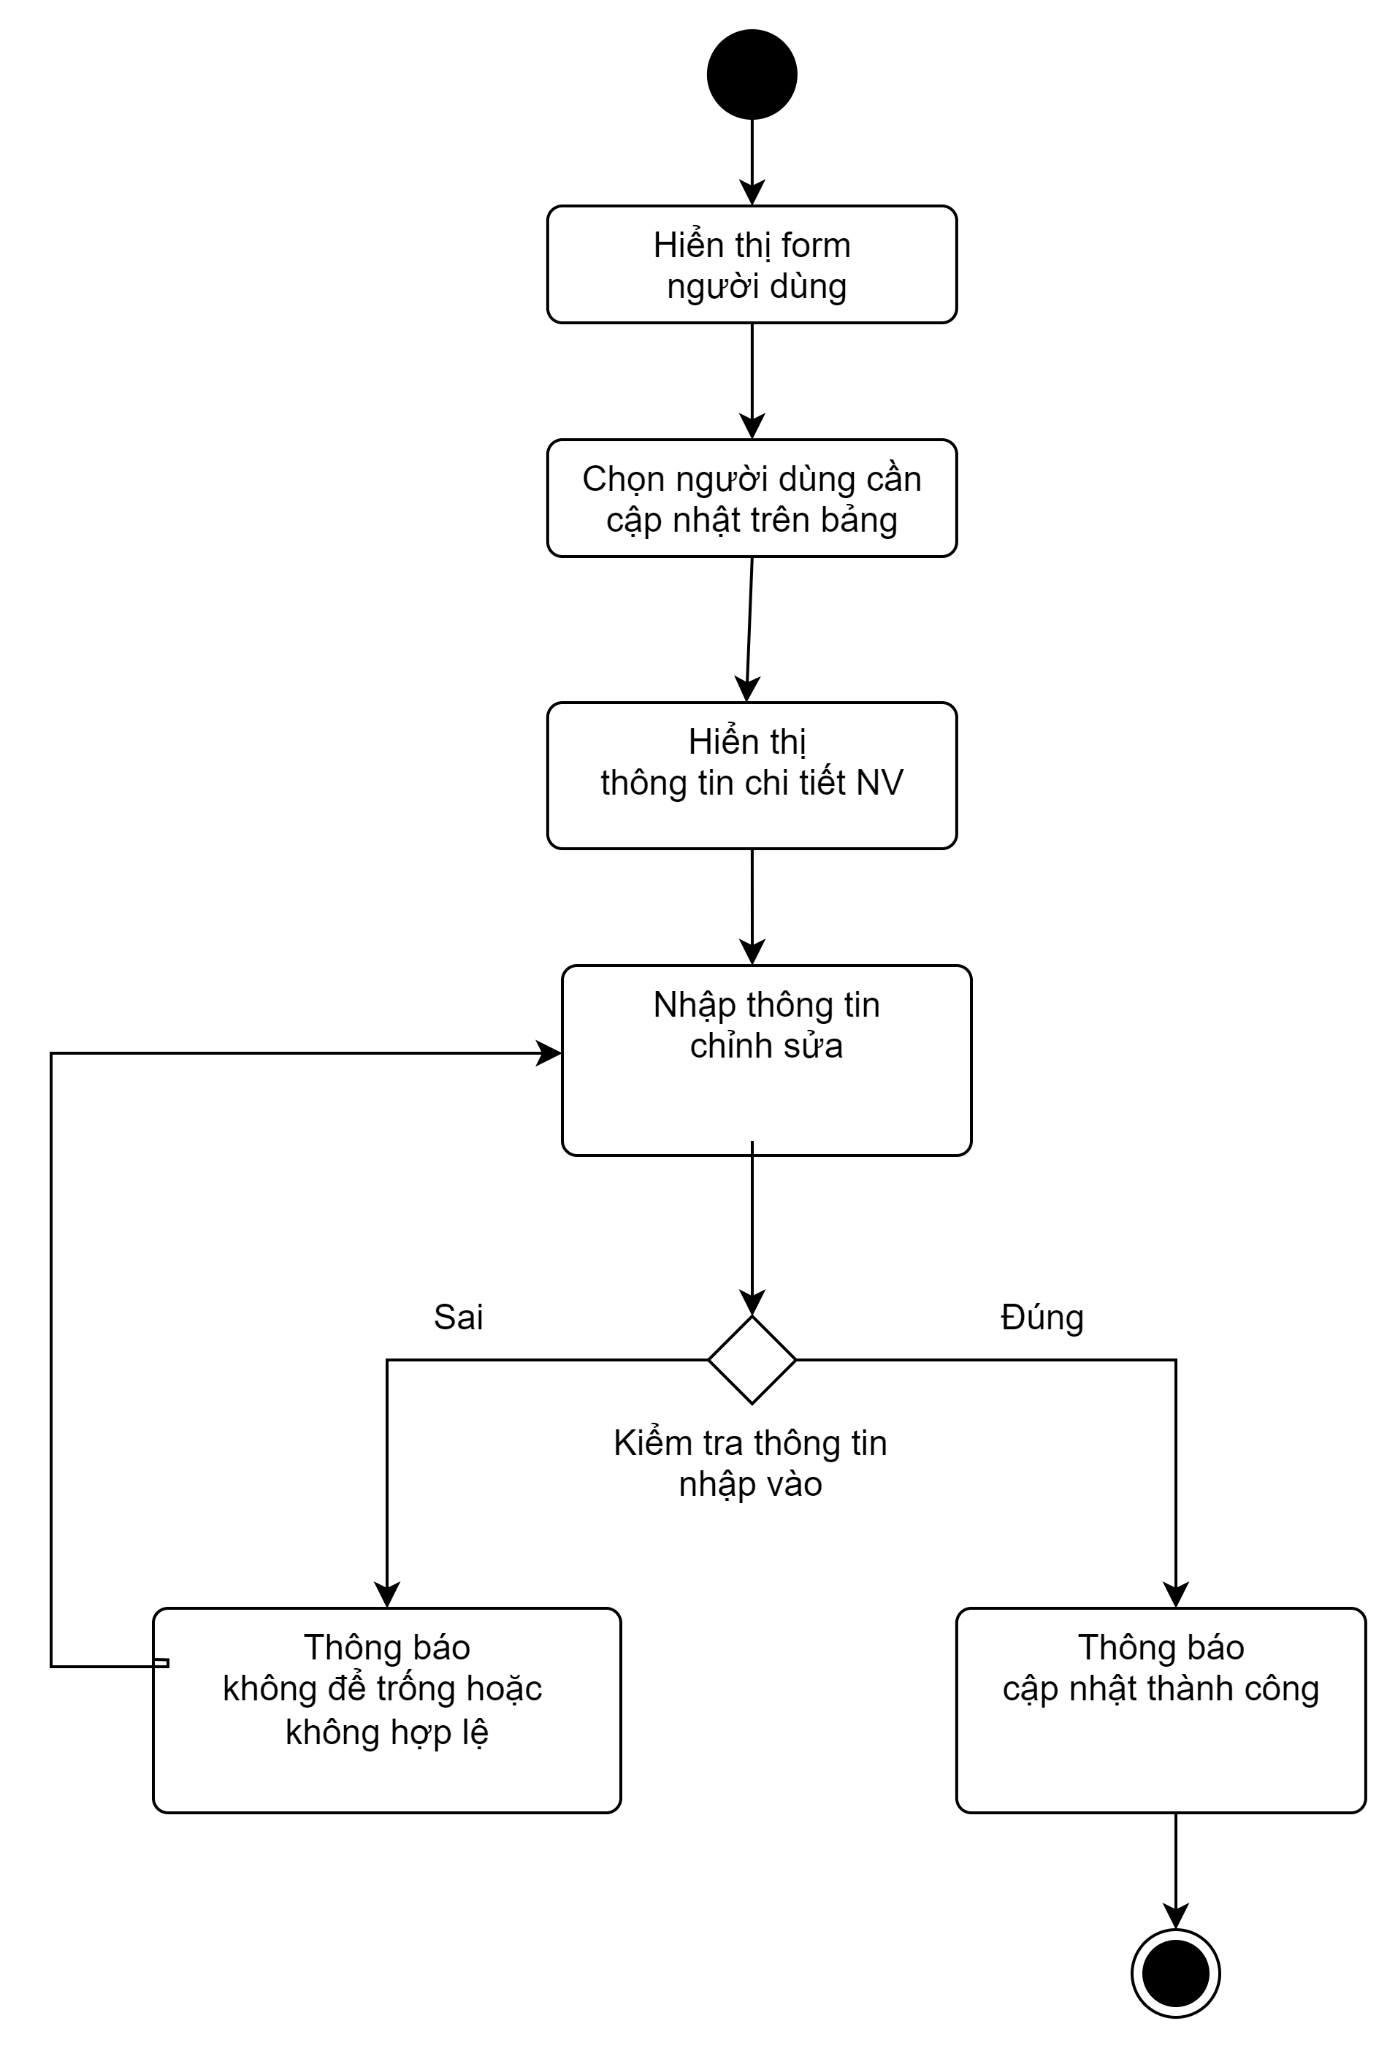 Hiển thị form
người dùng
Chọn người dùng cần
cập nhật trên bảng
Hiển thị
thông tin chi tiết NV
Nhập thông tin
chỉnh sửa
Sai
Đúng
Kiểm tra thông tin
nhập vào
Thông báo
không để trống hoặc
không hợp lệ
Thông báo
cập nhật thành công